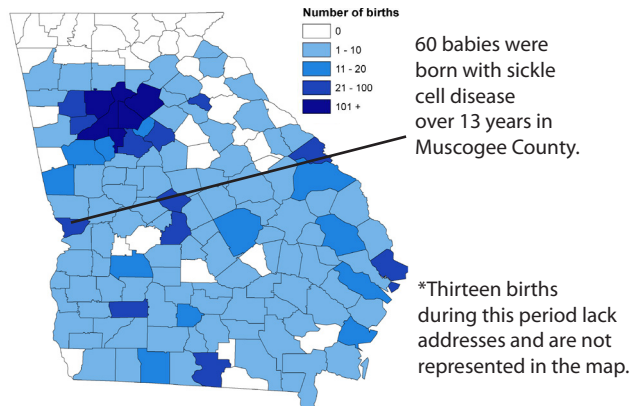 Number of births
0
1 - 10
11 - 20
21 - 100
101 +
60 babies were
born with sickle
cell disease
over 13 years in
Muscogee County.
*Thirteen births
during this period lack
addresses and are not
represented in the map.